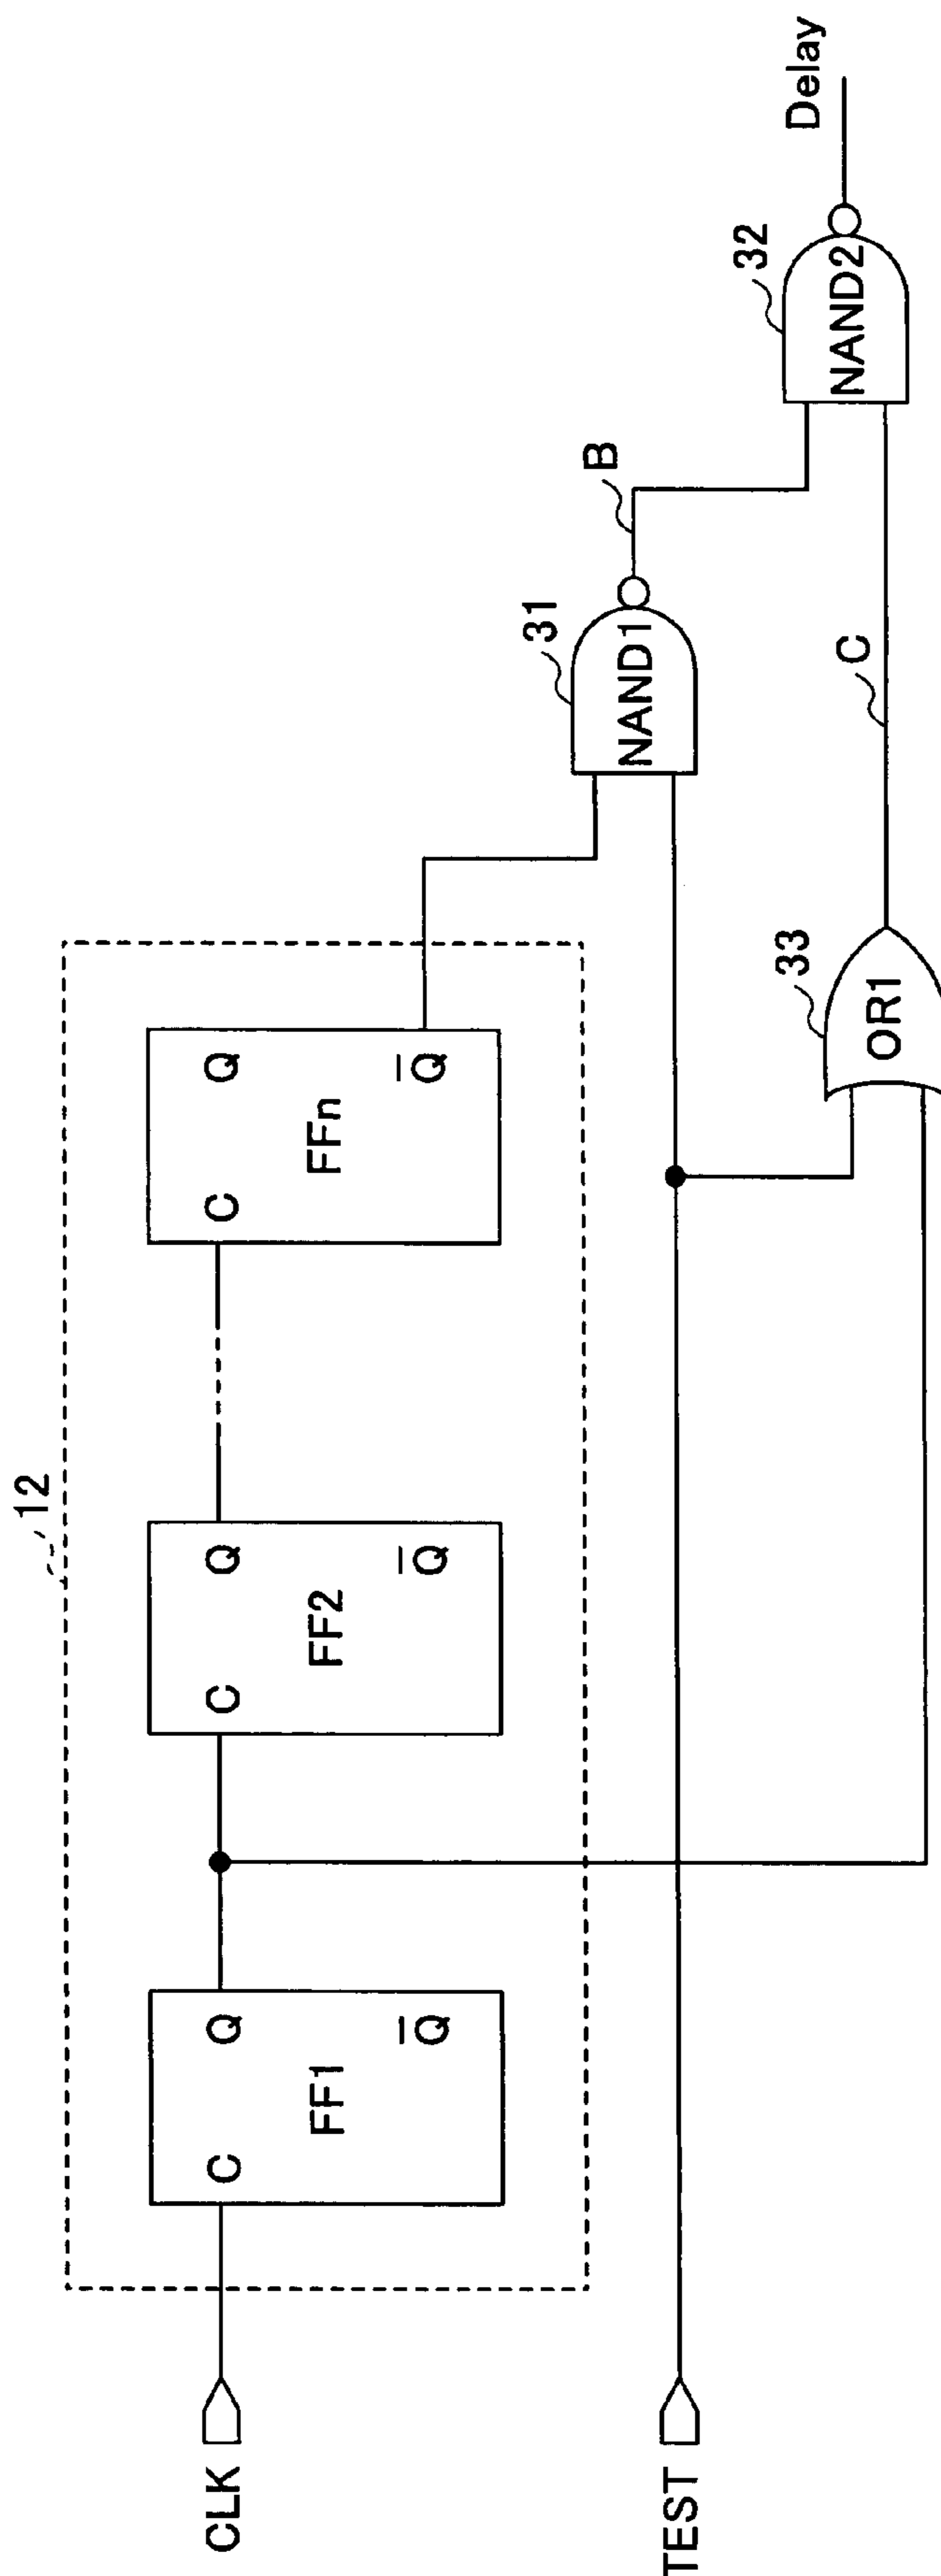 12
CLK
C
Q
FF1
Q̅
C
Q
FF2
Q̅
C
Q
FFn
Q̅
TEST
31
NAND1
B
33
OR1
C
32
NAND2
Delay